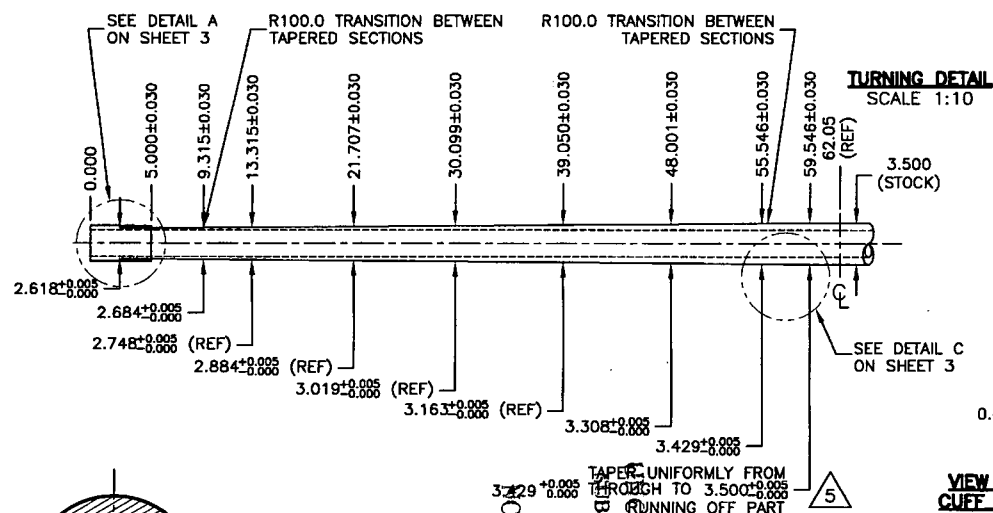 SEE DETAIL A
ON SHEET 3
R100.0 TRANSITION BETWEEN
TAPERED SECTIONS
R100.0 TRANSITION BETWEEN
TAPERED SECTIONS
TURNING DETAIL
SCALE 1:10
0.000
5.000±0.030
9.315±0.030
13.315±0.030
21.707±0.030
30.099±0.030
39.050±0.030
48.001±0.030
55.546±0.030
59.546±0.030
62.05
(REF)
3.500
(STOCK)
℄
2.618+0.005 -0.000
2.684+0.005 -0.000
2.748+0.005 -0.000 (REF)
2.884+0.005 -0.000 (REF)
3.019+0.005 -0.000 (REF)
3.163+0.005 -0.000 (REF)
3.308+0.005 -0.000
3.429+0.005 -0.000
SEE DETAIL C
ON SHEET 3
0.
TAPER UNIFORMLY FROM
3.429 +0.005 -0.000 THROUGH TO 3.500+0.005 -0.000
RUNNING OFF PART
5
VIEW
CUFF